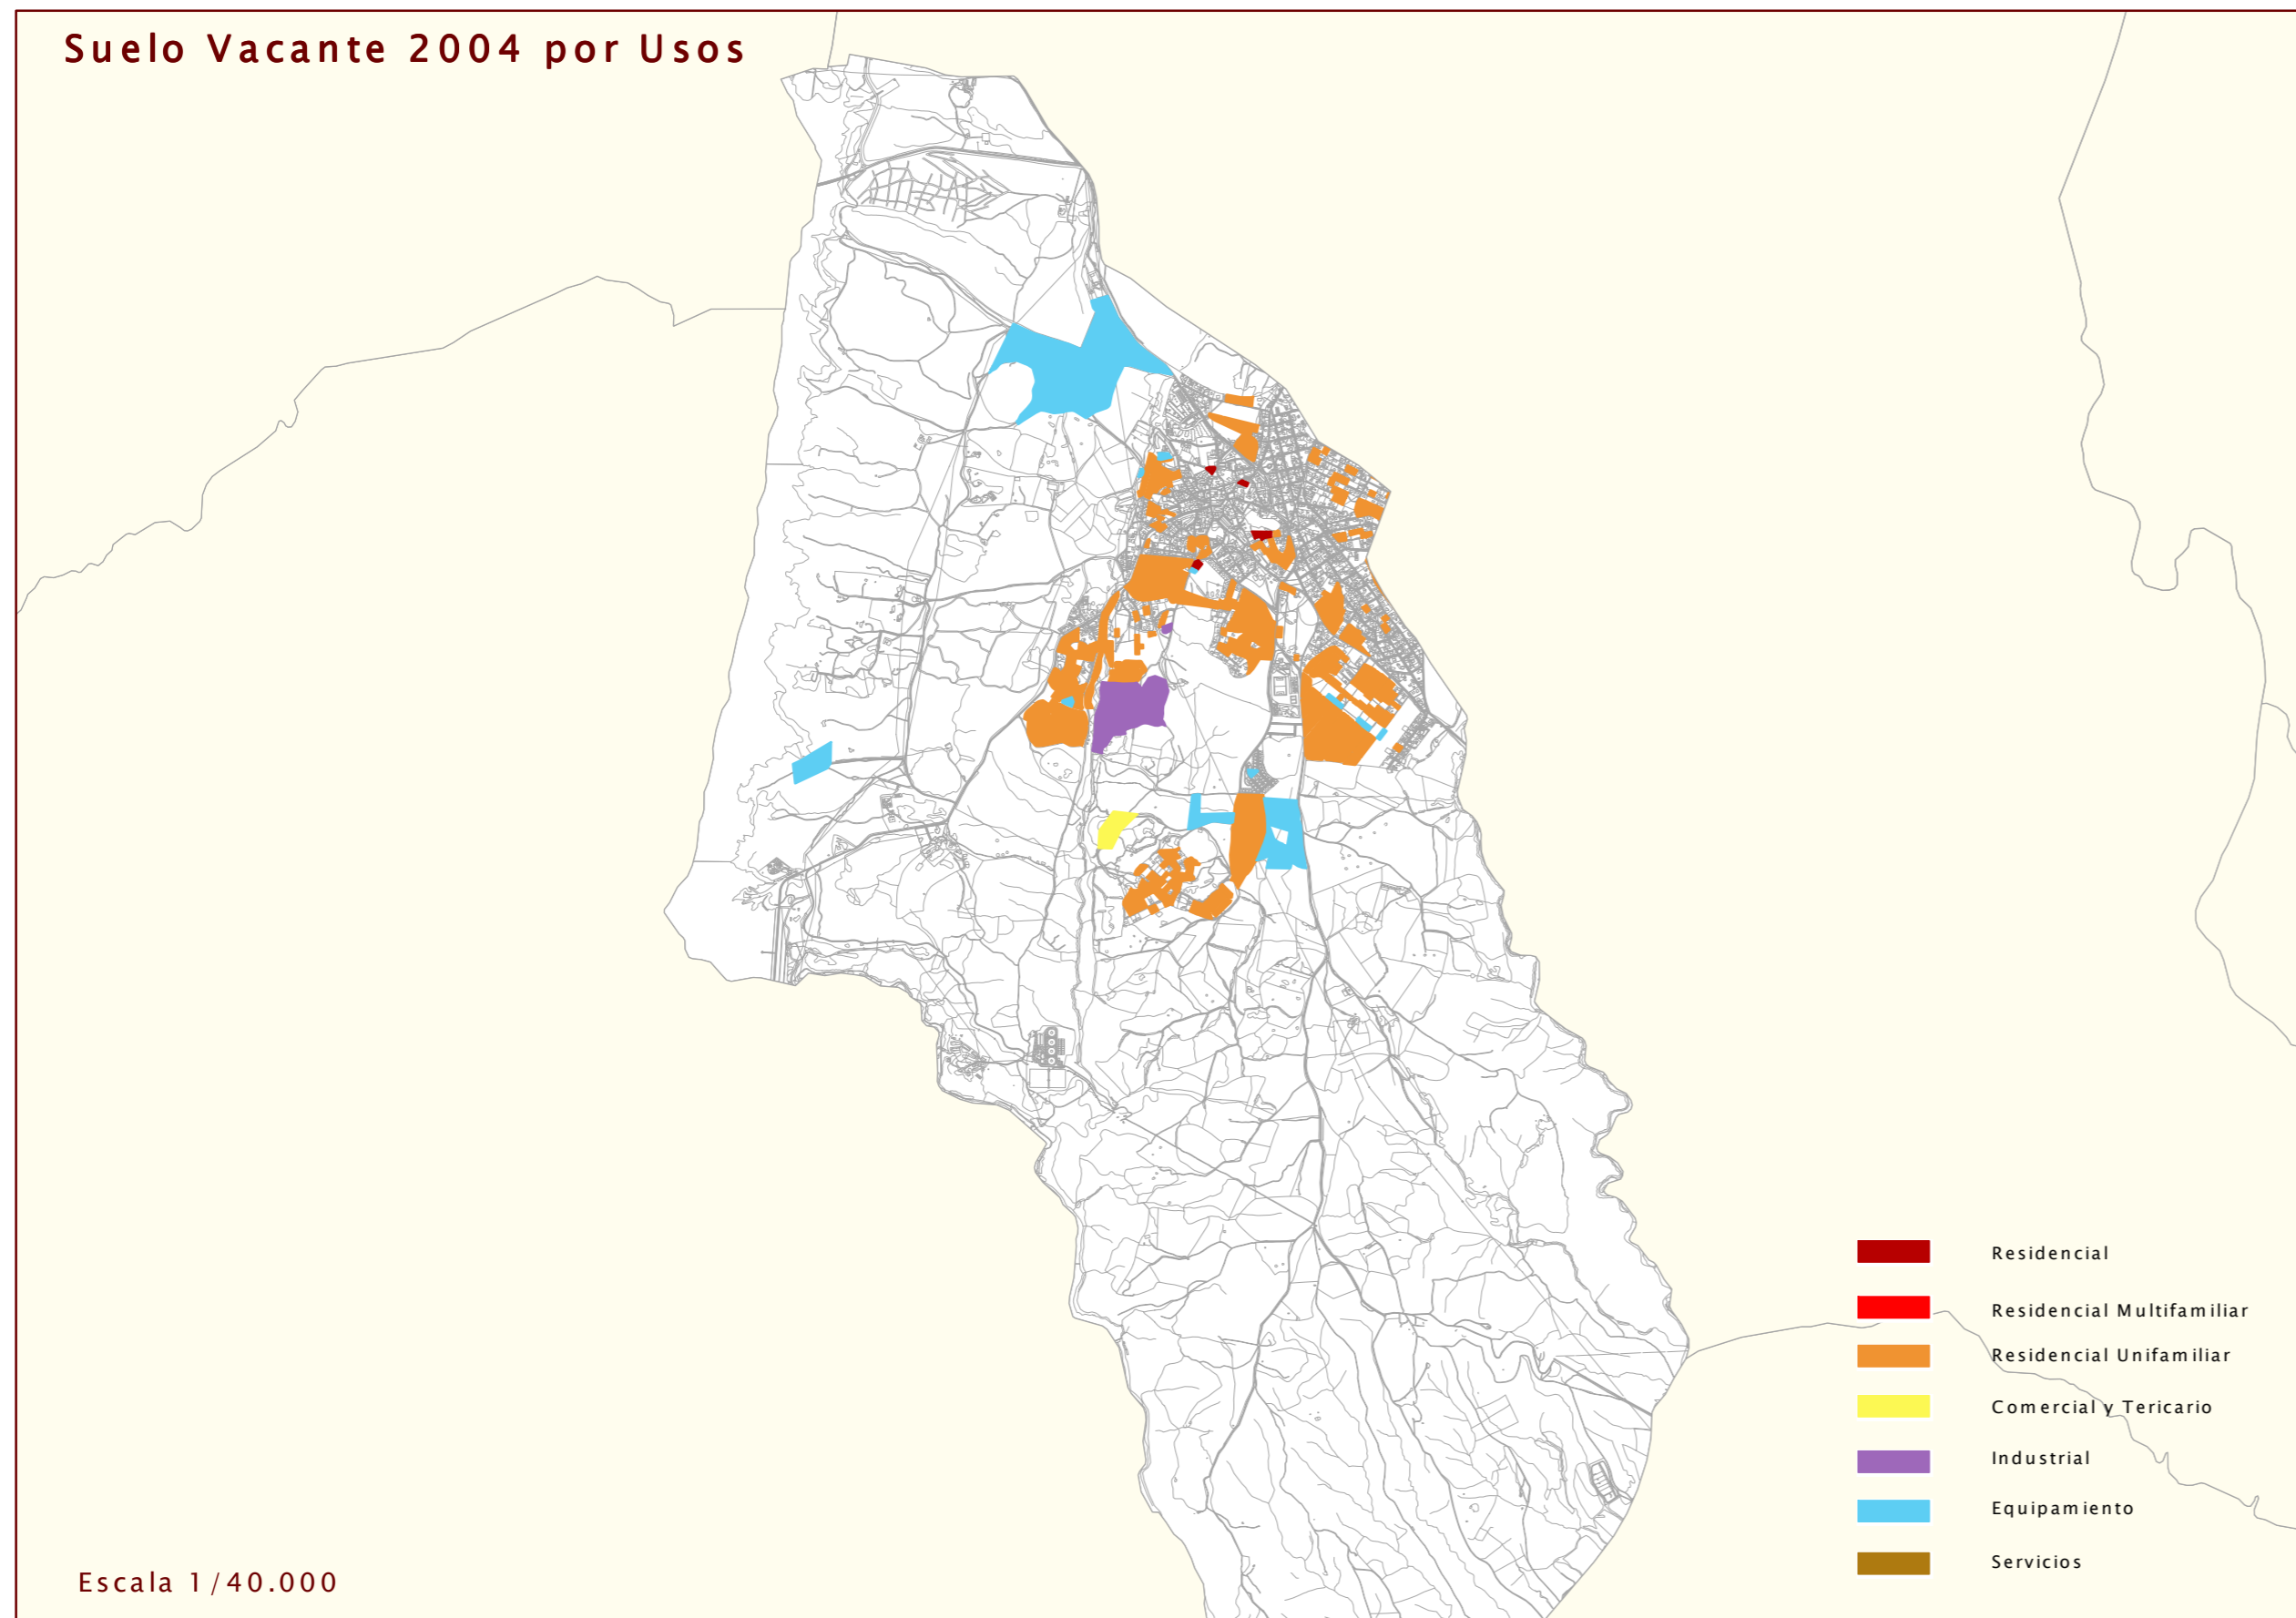 Suelo Vacante 2004 por Usos
Residencial
Residencial Multifamiliar
Residencial Unifamiliar
Comercial y Tericario
Industrial
Equipamiento
Servicios
Escala 1/40.000